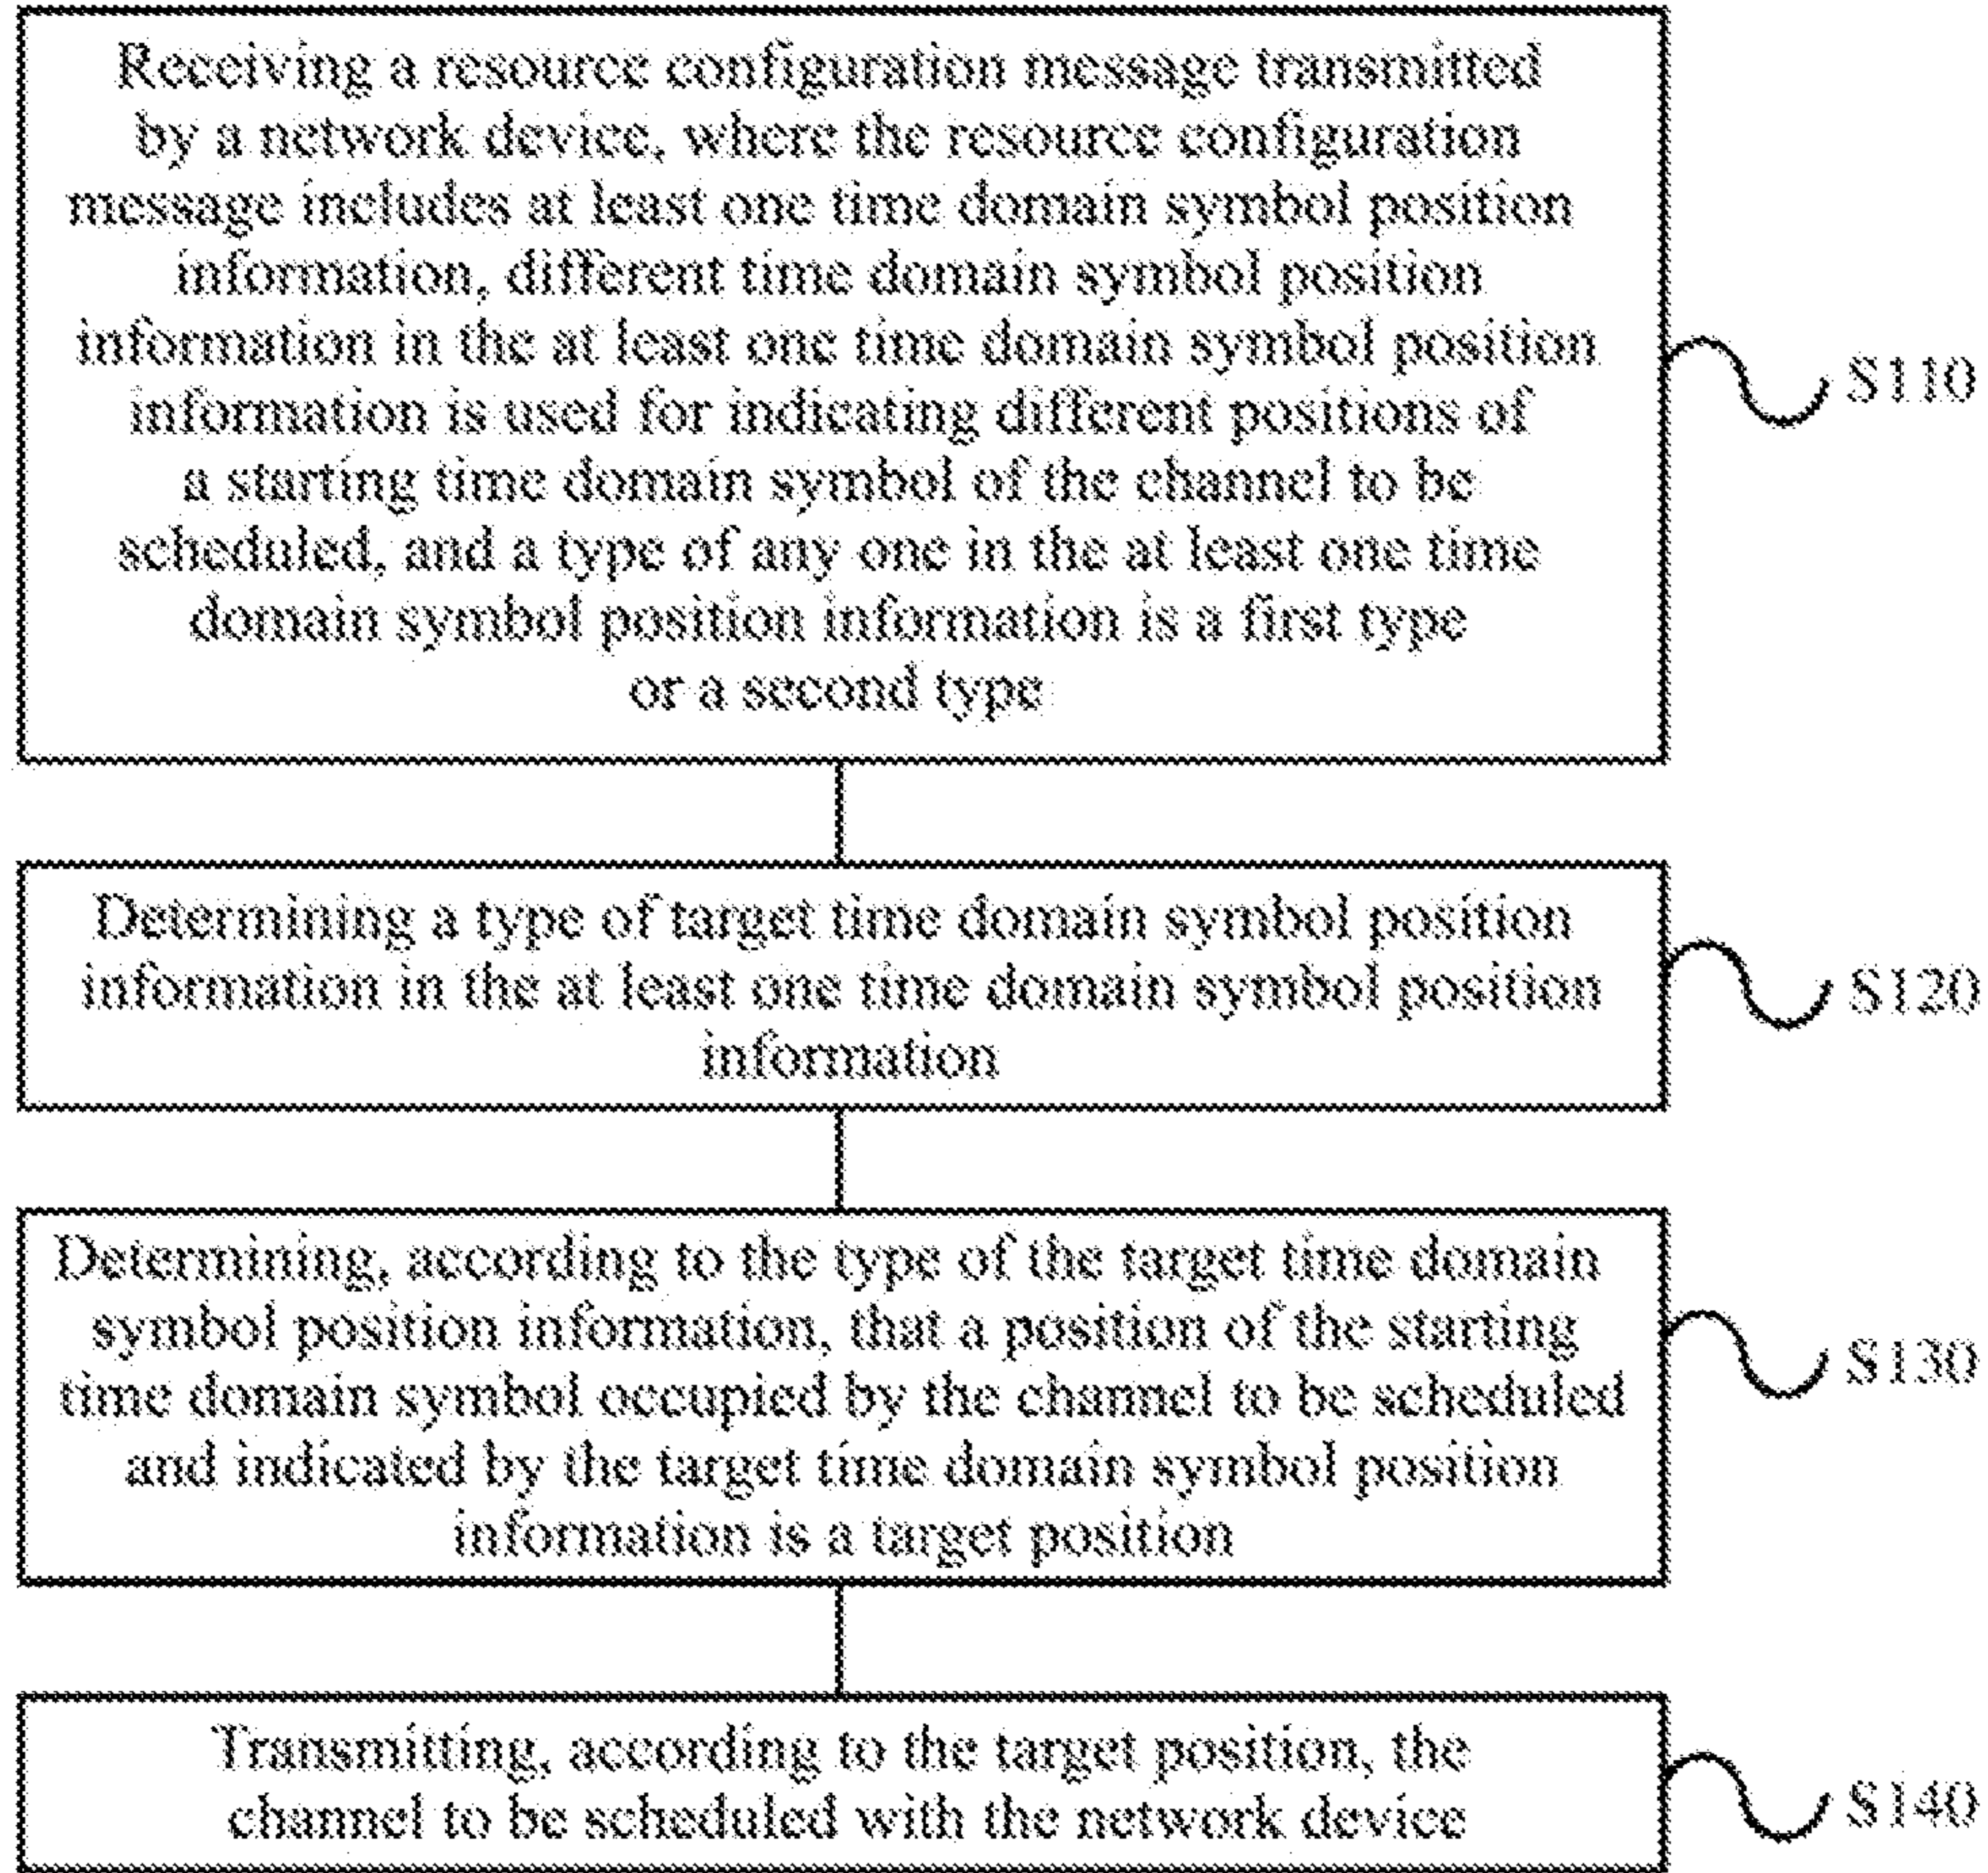 Receiving a resource configuration message transmitted
by a network device, where the resource configuration
message includes at least one time domain symbol position
information, different time domain symbol position
information in the at least one time domain symbol position
information is used for indicating different positions of
a starting time domain symbol of the channel to be
scheduled, and a type of any one in the at least one time
domain symbol position information is a first type
or a second type
S110
Determining a type of target time domain symbol position
information in the at least one time domain symbol position
information
S120
Determining, according to the type of the target time domain
symbol position information, that a position of the starting
time domain symbol occupied by the channel to be scheduled
and indicated by the target time domain symbol position
information is a target position
S130
Transmitting, according to the target position, the
channel to be scheduled with the network device
S140